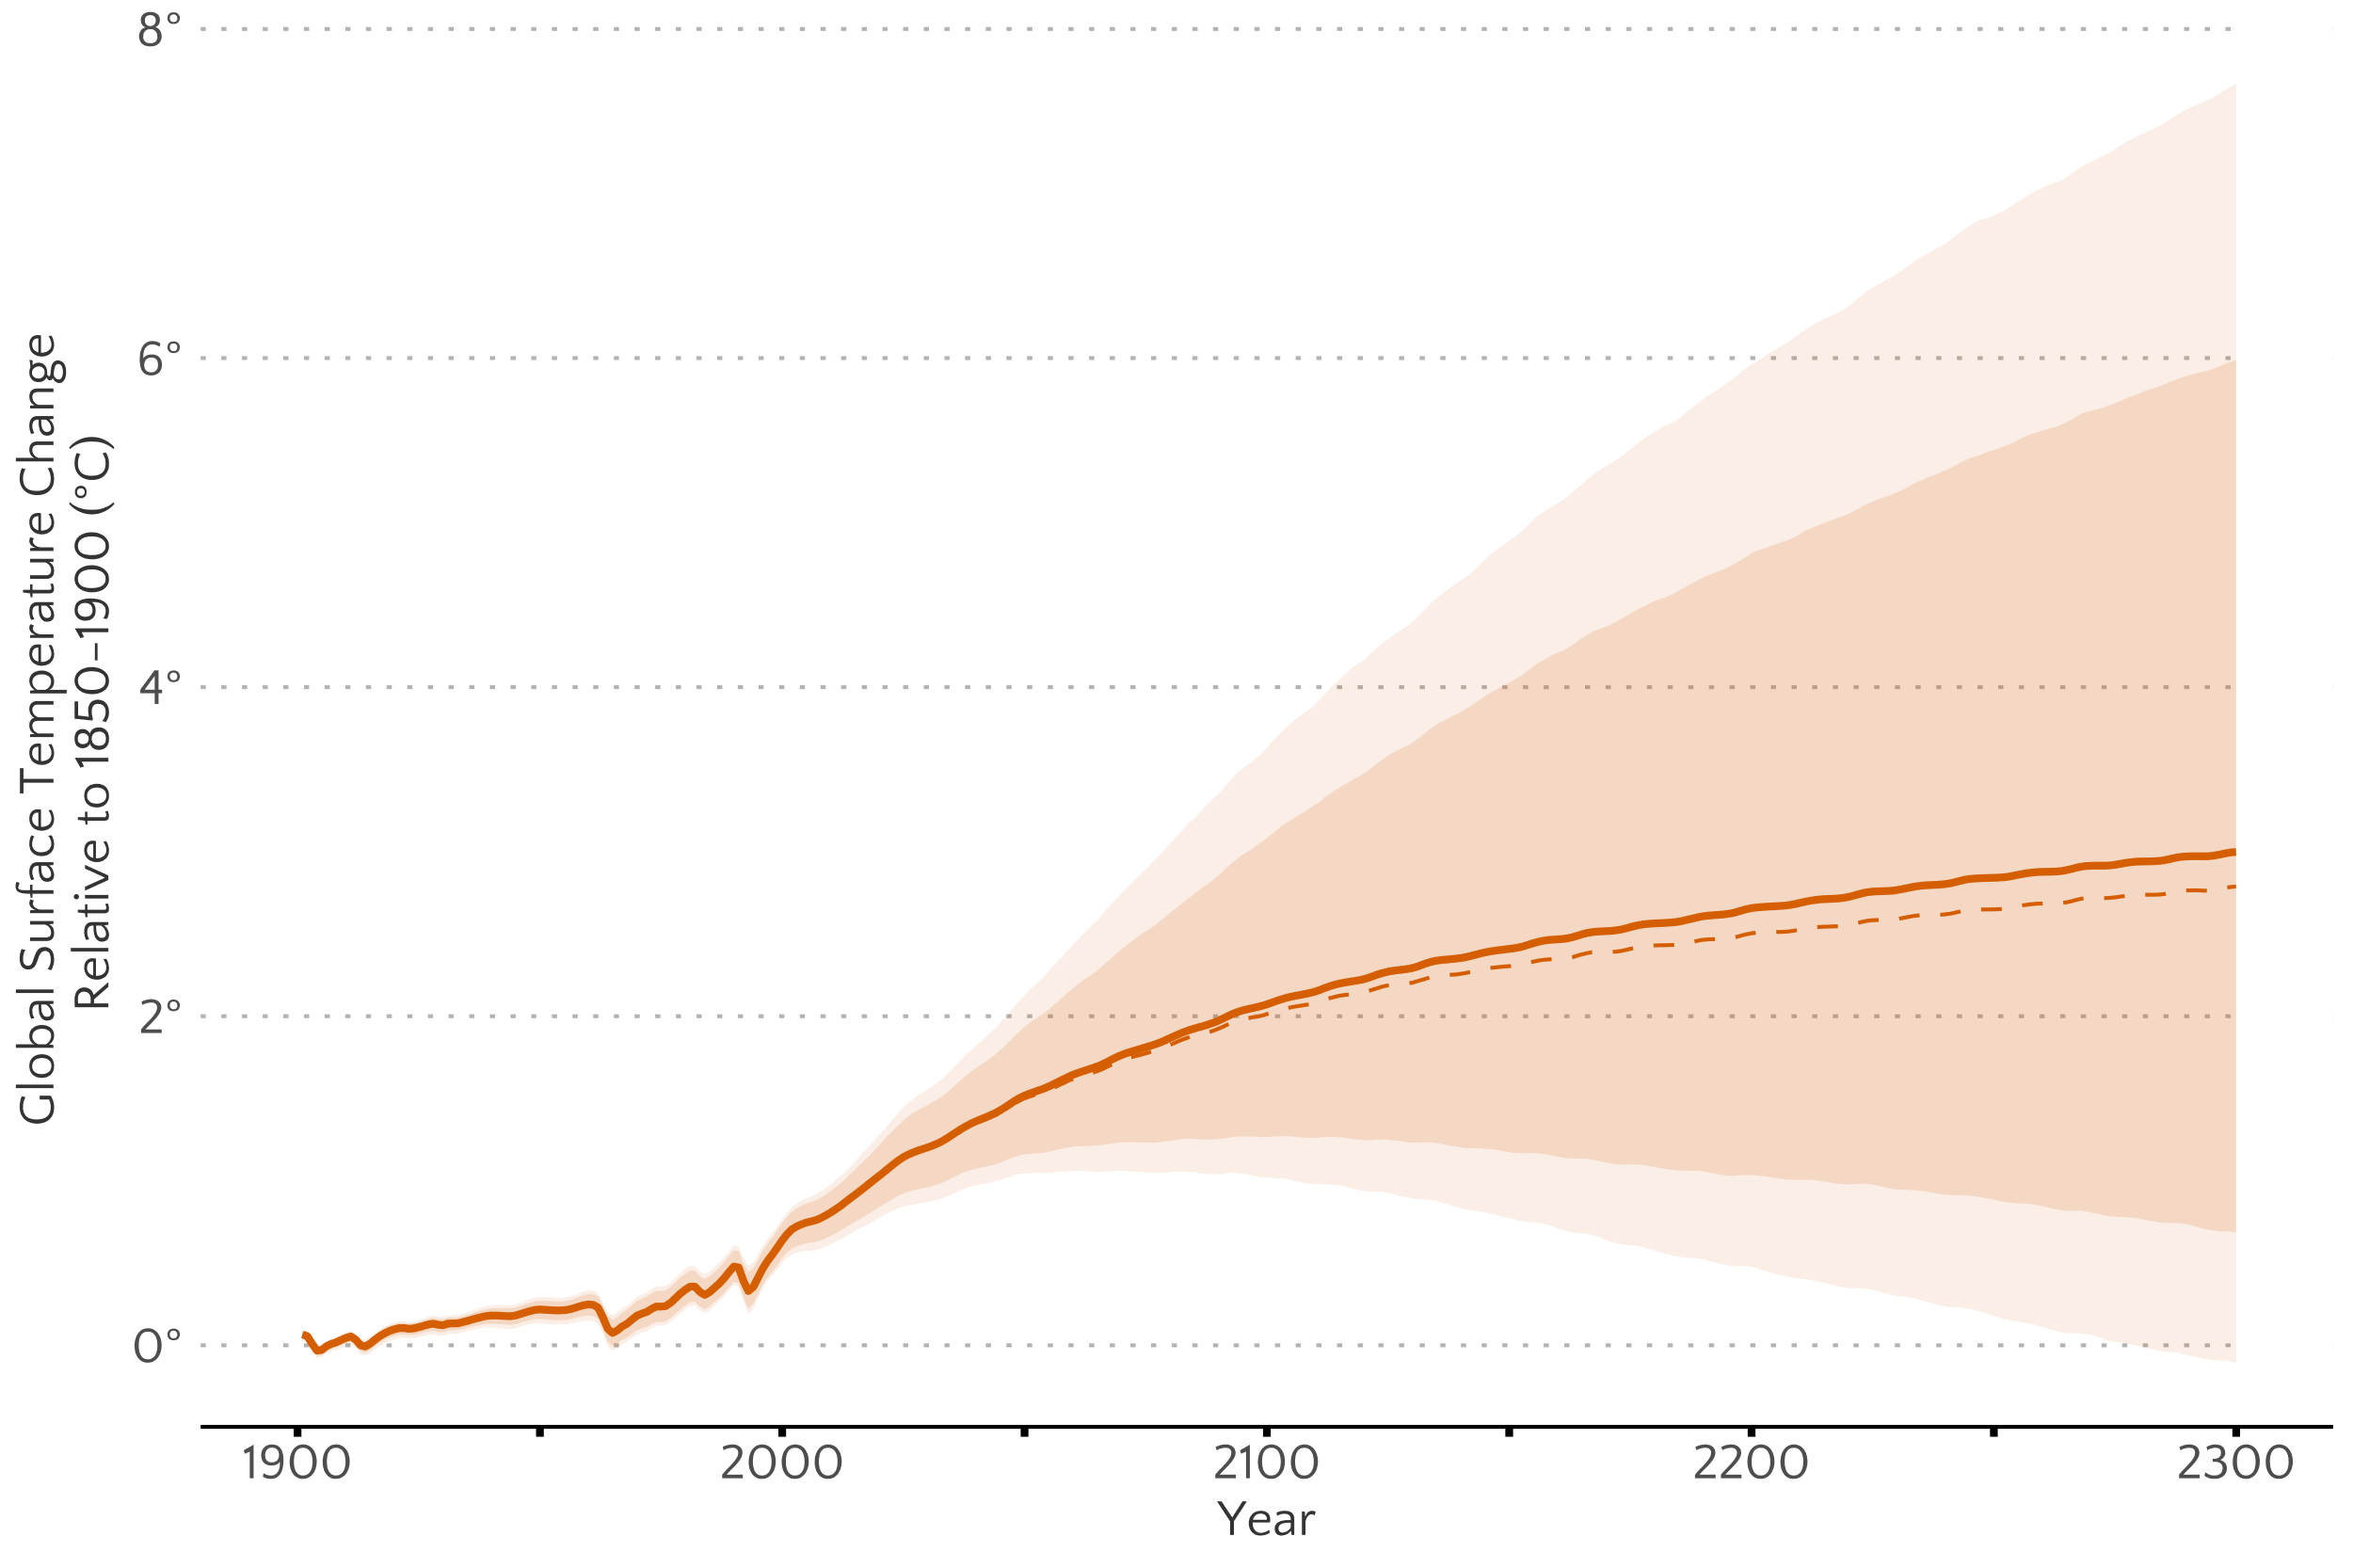 Global Surface Temperature Change
Relative to 1850–1900 (°C)
8°
6°
4°
2°
0°
1900 2000 2100 2200 2300
Year